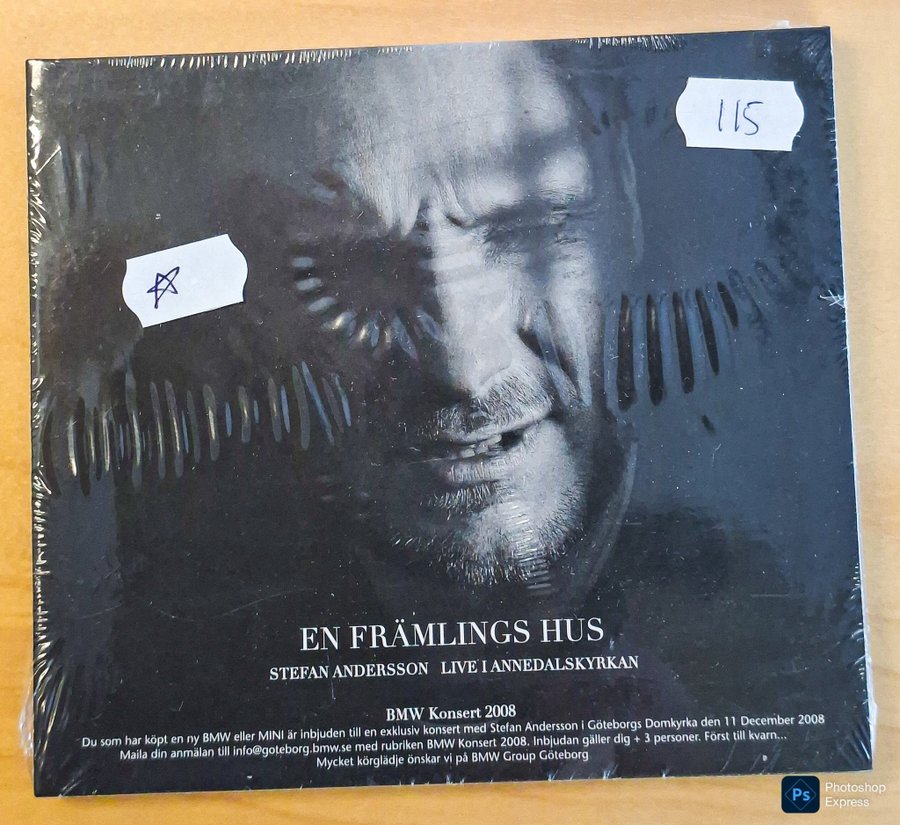 115
EN FRÄMLINGS HUS
STEFAN ANDERSSON LIVE I ANNEDALSKYRKAN
BMW Konsert 2008
Du som har köpt en ny BMW eller MINI är inbjuden till en exklusiv konsert med Stefan Andersson i Göteborgs Domkyrka den 11 December 2008
Maila din anmälan till info@goteborg.bmw.se med rubriken BMW Konsert 2008. Inbjudan gäller dig + 3 personer. Först till kvarn...
Mycket körglädje önskar vi på BMW Group Göteborg
Ps
Photoshop
Express